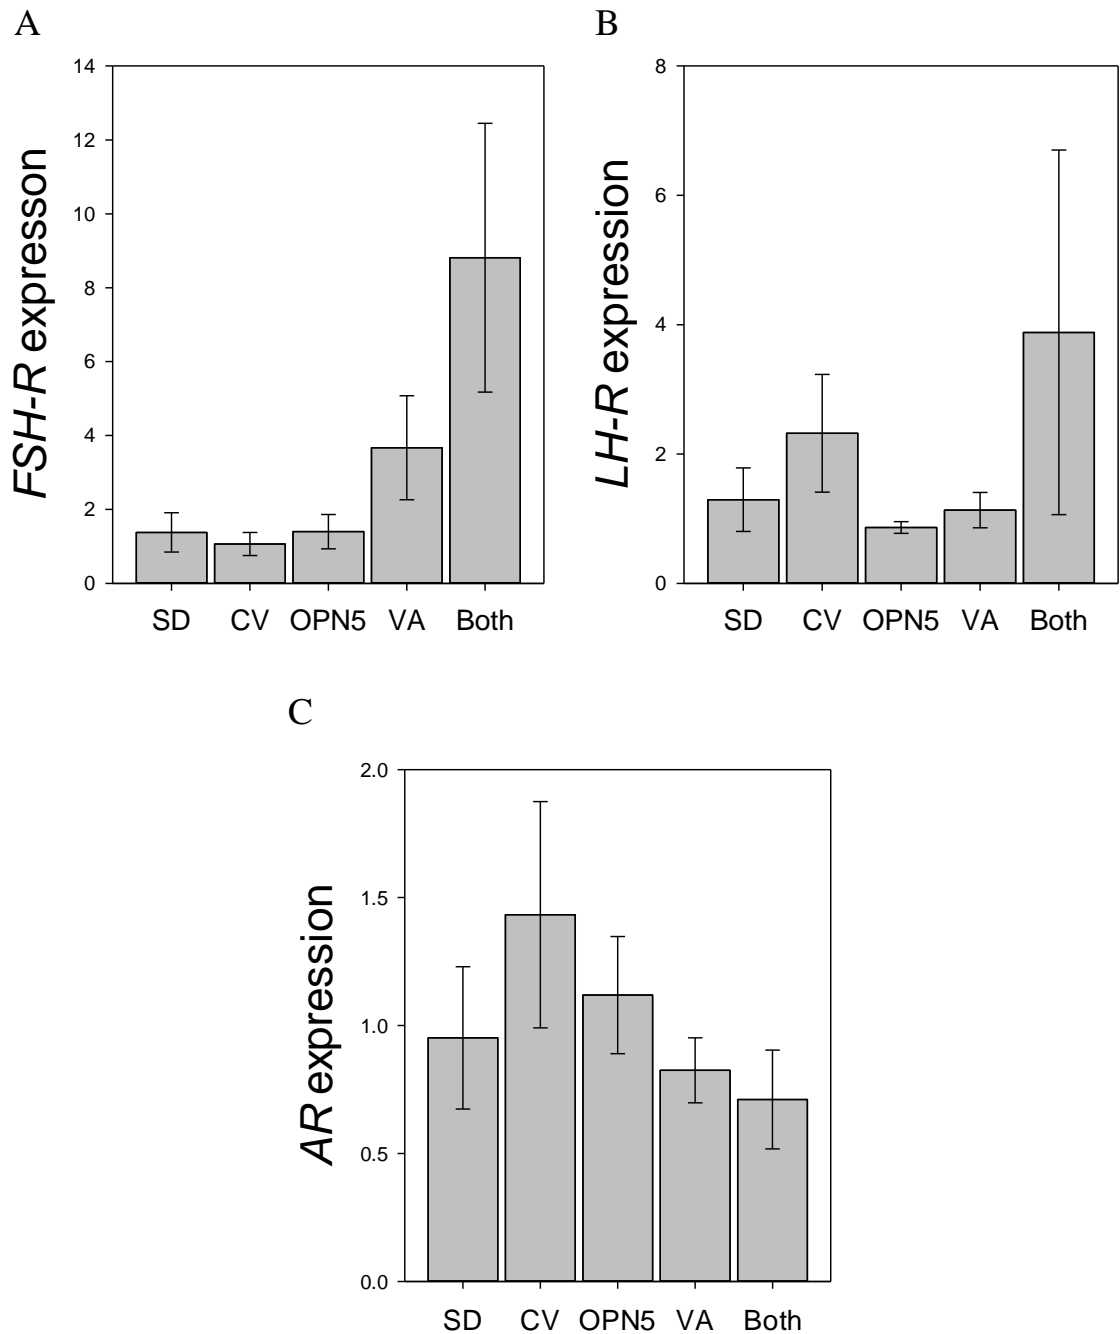 A
FSH-R expresson
14
12
10
8
6
4
2
0
SD CV OPN5 VA Both
B
LH-R expression
8
6
4
2
0
SD CV OPN5 VA Both
C
AR expression
2.0
1.5
1.0
0.5
0.0
SD CV OPN5 VA Both